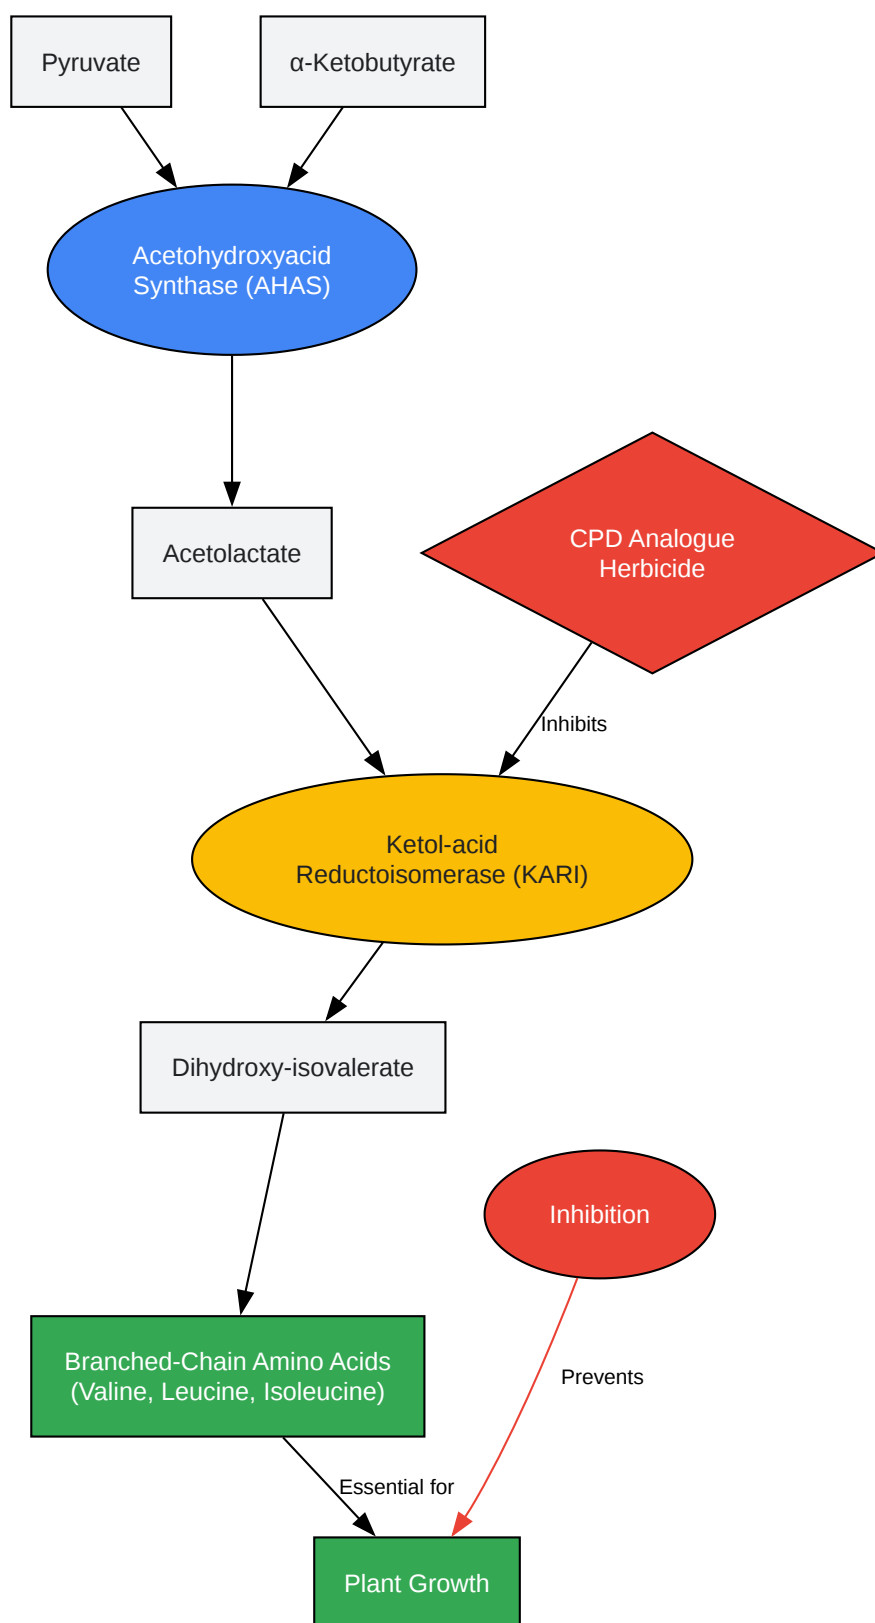 Pyruvate
α-Ketobutyrate
Acetohydroxyacid
Synthase (AHAS)
Acetolactate
CPD Analogue
Herbicide
Inhibits
Ketol-acid
Reductoisomerase (KARI)
Dihydroxy-isovalerate
Inhibition
Branched-Chain Amino Acids
(Valine, Leucine, Isoleucine)
Prevents
Essential for
Plant Growth